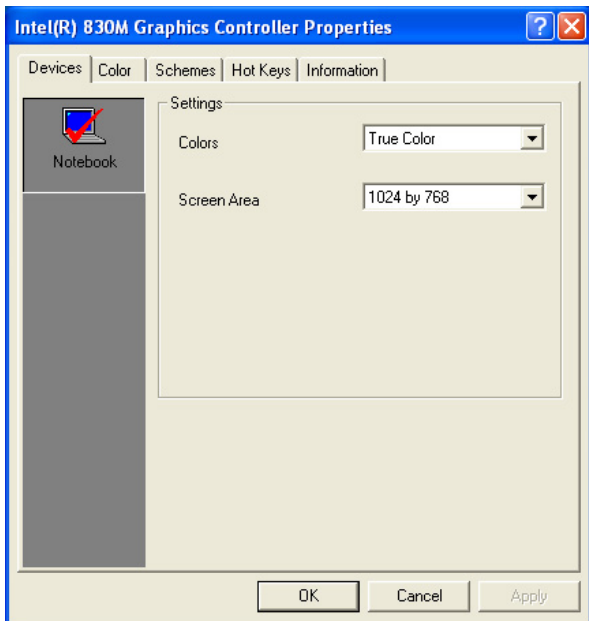 Intel(R) 830M Graphics Controller Properties
Devices Color Schemes Hot Keys Information
Notebook
Settings
Colors True Color
Screen Area 1024 by 768
OK Cancel Apply